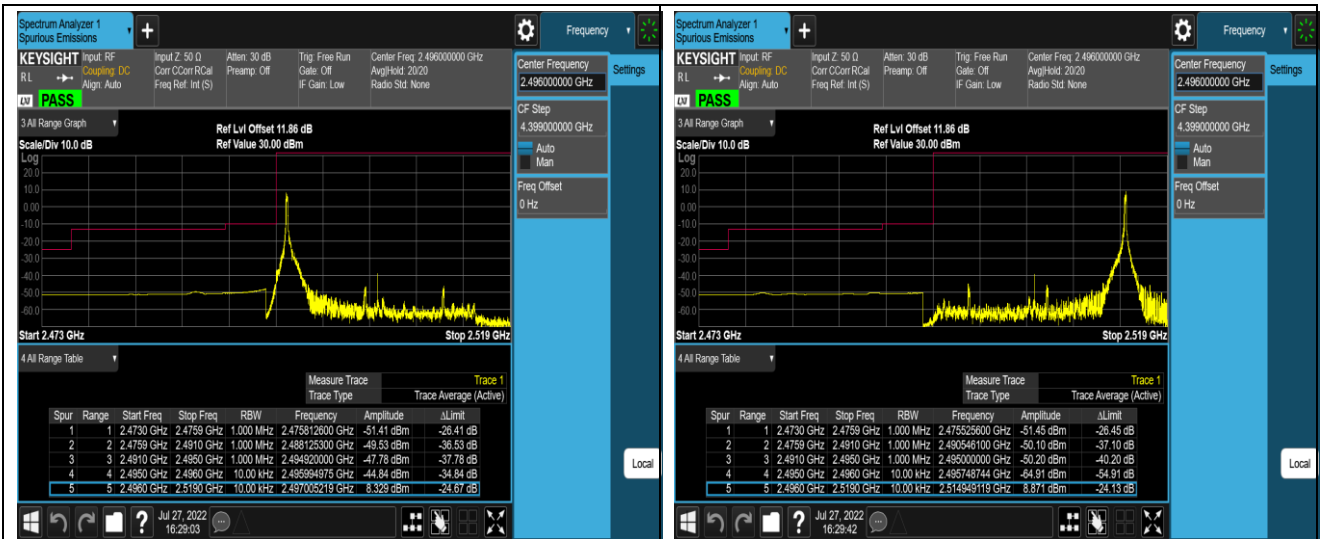 Spectrum Analyzer 1
Spurious Emissions
+
Frequency
KEYSIGHT
Input: RF
Coupling: DC
Align: Auto
Input Z: 50 Ω
Corr CCorr RCal
Freq Ref: Int (S)
Atten: 30 dB
Preamp: Off
Trig: Free Run
Gate: Off
IF Gain: Low
Center Freq: 2.496000000 GHz
Avg|Hold: 20/20
Radio Std: None
R L
LXI
PASS
Center Frequency
2.496000000 GHz
Settings
CF Step
4.399000000 GHz
Auto
Man
Freq Offset
0 Hz
3 All Range Graph
Ref Lvl Offset 11.86 dB
Scale/Div 10.0 dB
Ref Value 30.00 dBm
Log
20.0
10.0
0.00
-10.0
-20.0
-30.0
-40.0
-50.0
-60.0
Start 2.473 GHz
Stop 2.519 GHz
4 All Range Table
Measure Trace Trace 1
Trace Type Trace Average (Active)
Spur Range Start Freq Stop Freq RBW Frequency Amplitude ΔLimit
1 1 2.4730 GHz 2.4759 GHz 1.000 MHz 2.475812600 GHz -51.41 dBm -26.41 dB
2 2 2.4759 GHz 2.4910 GHz 1.000 MHz 2.488125300 GHz -49.53 dBm -36.53 dB
3 3 2.4910 GHz 2.4950 GHz 1.000 MHz 2.494920000 GHz -47.78 dBm -37.78 dB
4 4 2.4950 GHz 2.4960 GHz 10.00 kHz 2.495994975 GHz -44.84 dBm -34.84 dB
5 5 2.4960 GHz 2.5190 GHz 10.00 kHz 2.497005219 GHz 8.329 dBm -24.67 dB
Local
?
Jul 27, 2022
16:29:03
Spectrum Analyzer 1
Spurious Emissions
+
Frequency
KEYSIGHT
Input: RF
Coupling: DC
Align: Auto
Input Z: 50 Ω
Corr CCorr RCal
Freq Ref: Int (S)
Atten: 30 dB
Preamp: Off
Trig: Free Run
Gate: Off
IF Gain: Low
Center Freq: 2.496000000 GHz
Avg|Hold: 20/20
Radio Std: None
R L
LXI
PASS
Center Frequency
2.496000000 GHz
Settings
CF Step
4.399000000 GHz
Auto
Man
Freq Offset
0 Hz
3 All Range Graph
Ref Lvl Offset 11.86 dB
Scale/Div 10.0 dB
Ref Value 30.00 dBm
Log
20.0
10.0
0.00
-10.0
-20.0
-30.0
-40.0
-50.0
-60.0
Start 2.473 GHz
Stop 2.519 GHz
4 All Range Table
Measure Trace Trace 1
Trace Type Trace Average (Active)
Spur Range Start Freq Stop Freq RBW Frequency Amplitude ΔLimit
1 1 2.4730 GHz 2.4759 GHz 1.000 MHz 2.475525600 GHz -51.45 dBm -26.45 dB
2 2 2.4759 GHz 2.4910 GHz 1.000 MHz 2.490546100 GHz -50.10 dBm -37.10 dB
3 3 2.4910 GHz 2.4950 GHz 1.000 MHz 2.495000000 GHz -50.20 dBm -40.20 dB
4 4 2.4950 GHz 2.4960 GHz 10.00 kHz 2.495748744 GHz -64.91 dBm -54.91 dB
5 5 2.4960 GHz 2.5190 GHz 10.00 kHz 2.514949119 GHz 8.871 dBm -24.13 dB
Local
?
Jul 27, 2022
16:29:42